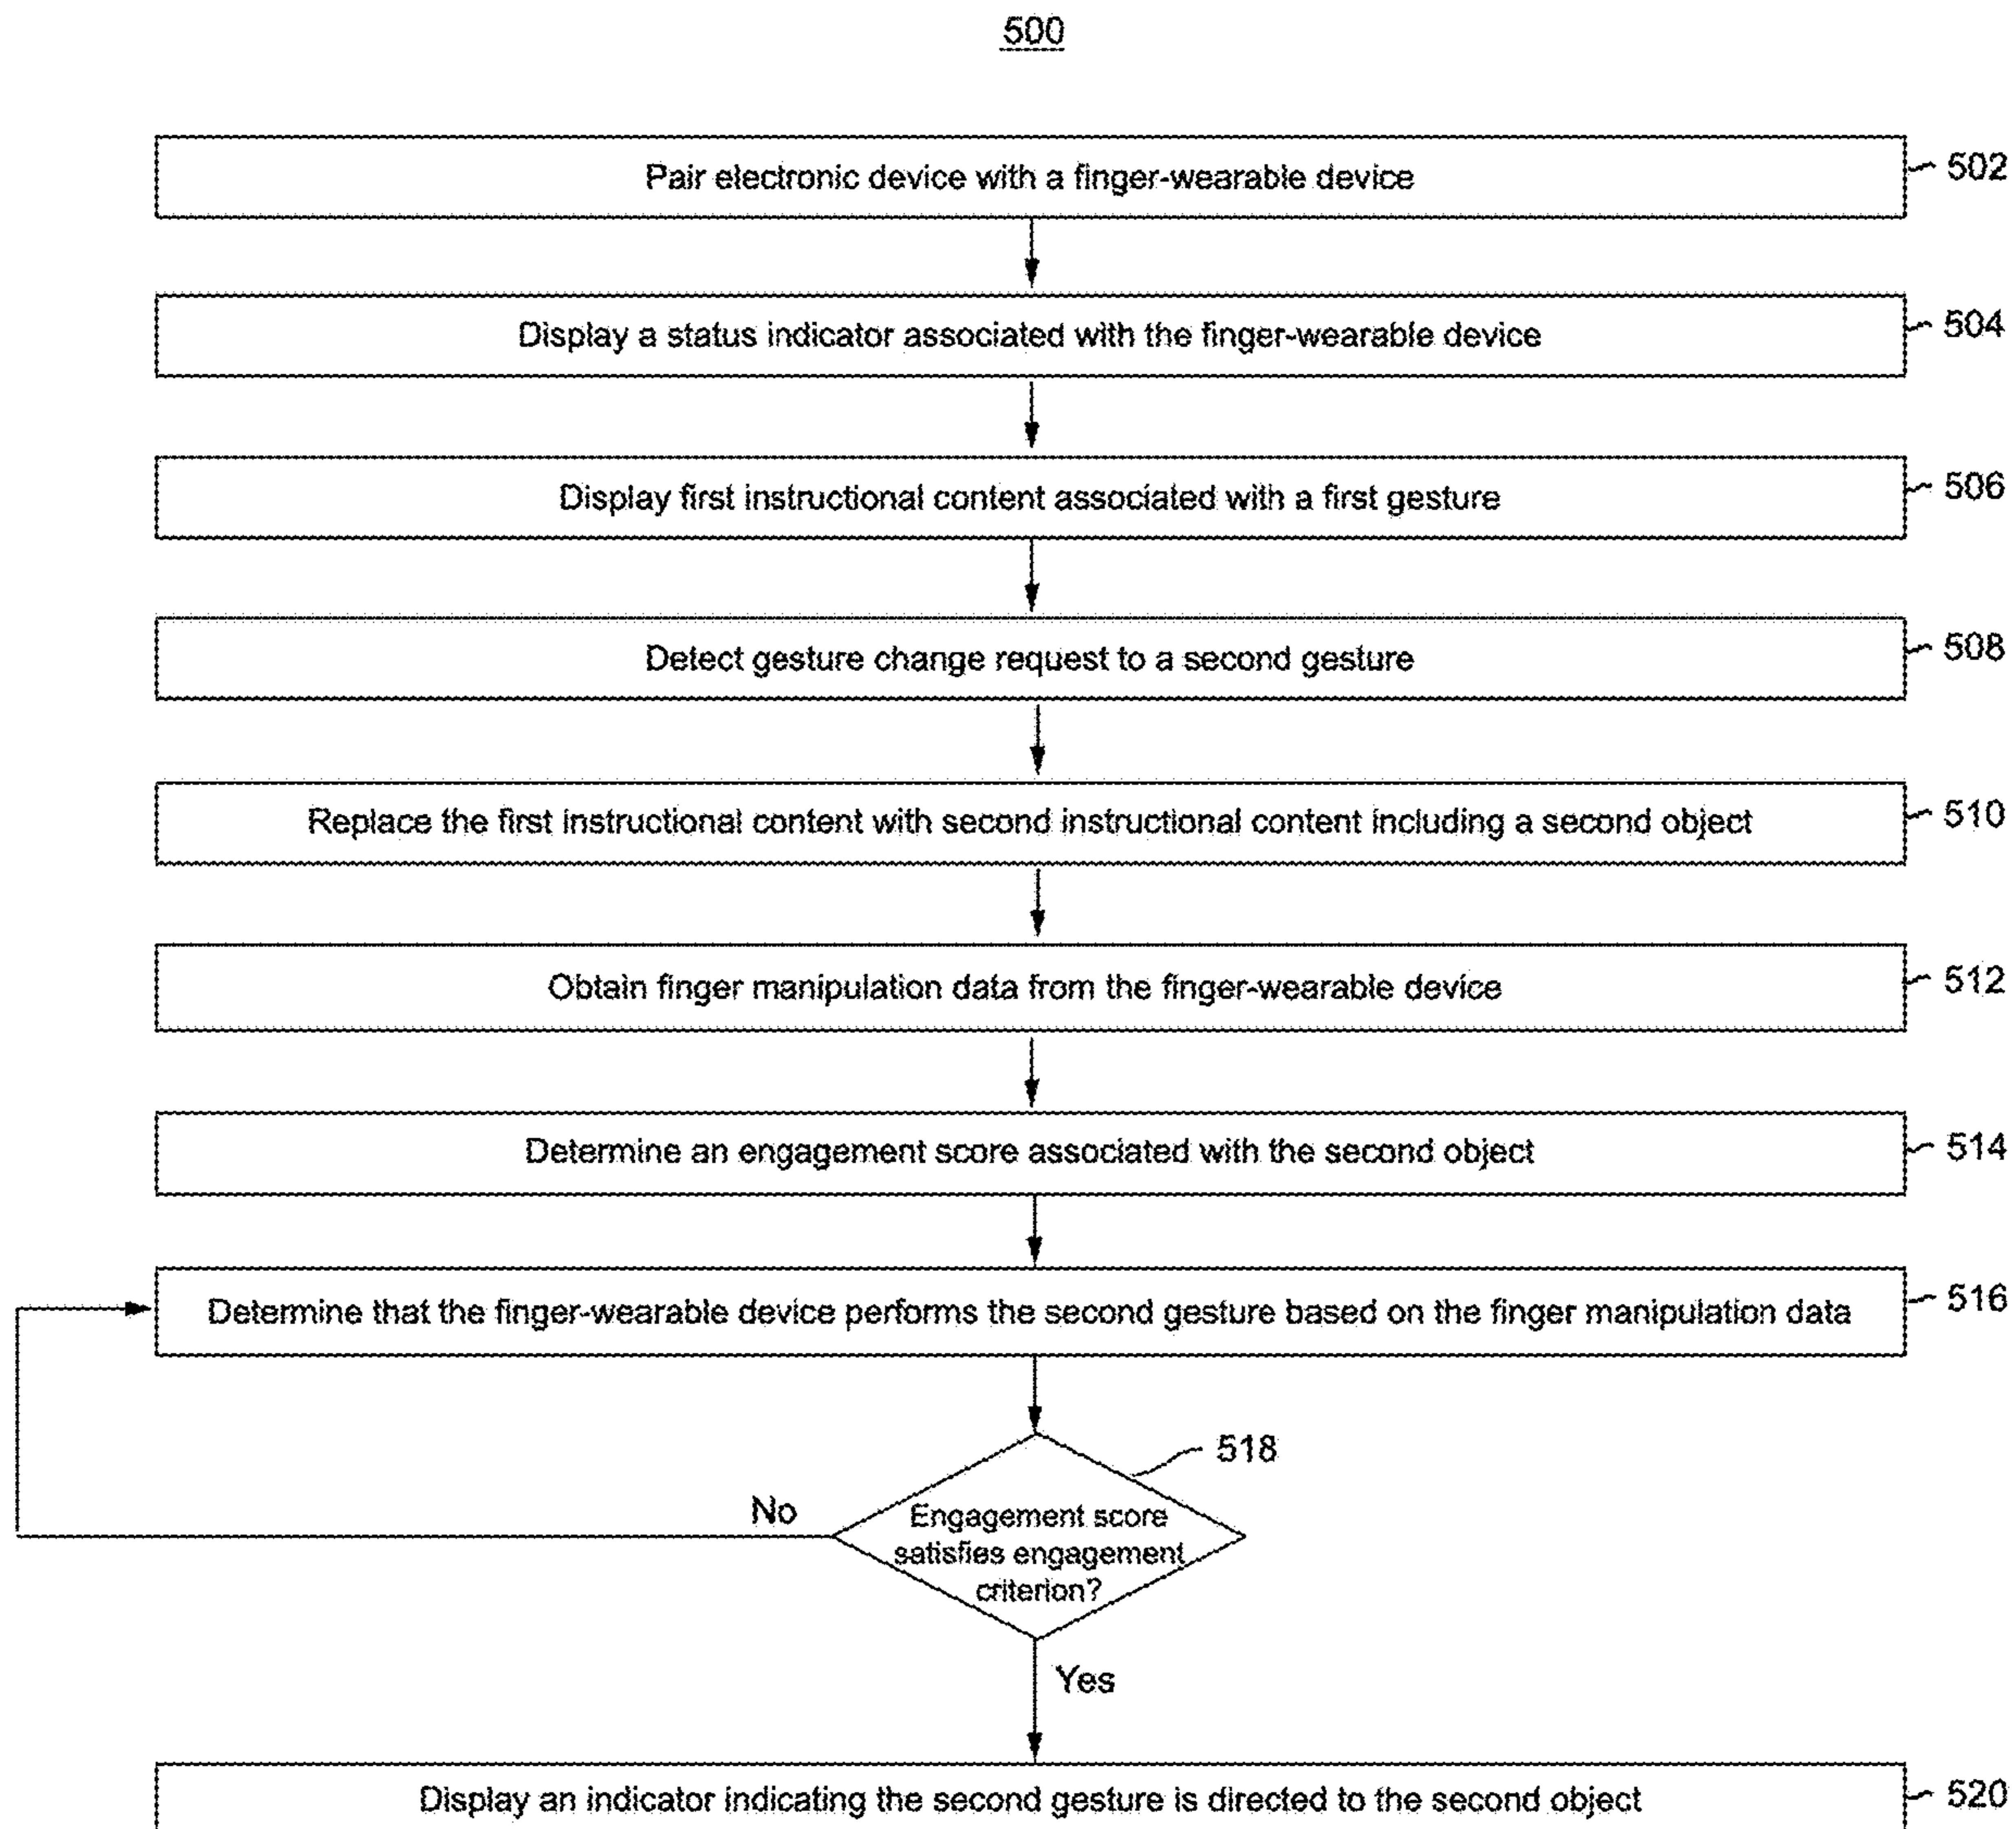 500
Pair electronic device with a finger-wearable device
502
Display a status indicator associated with the finger-wearable device
504
Display first instructional content associated with a first gesture
506
Detect gesture change request to a second gesture
508
Replace the first instructional content with second instructional content including a second object
510
Obtain finger manipulation data from the finger-wearable device
512
Determine an engagement score associated with the second object
514
Determine that the finger-wearable device performs the second gesture based on the finger manipulation data
516
518
No
Engagement score
satisfies engagement
criterion?
Yes
Display an indicator indicating the second gesture is directed to the second object
520